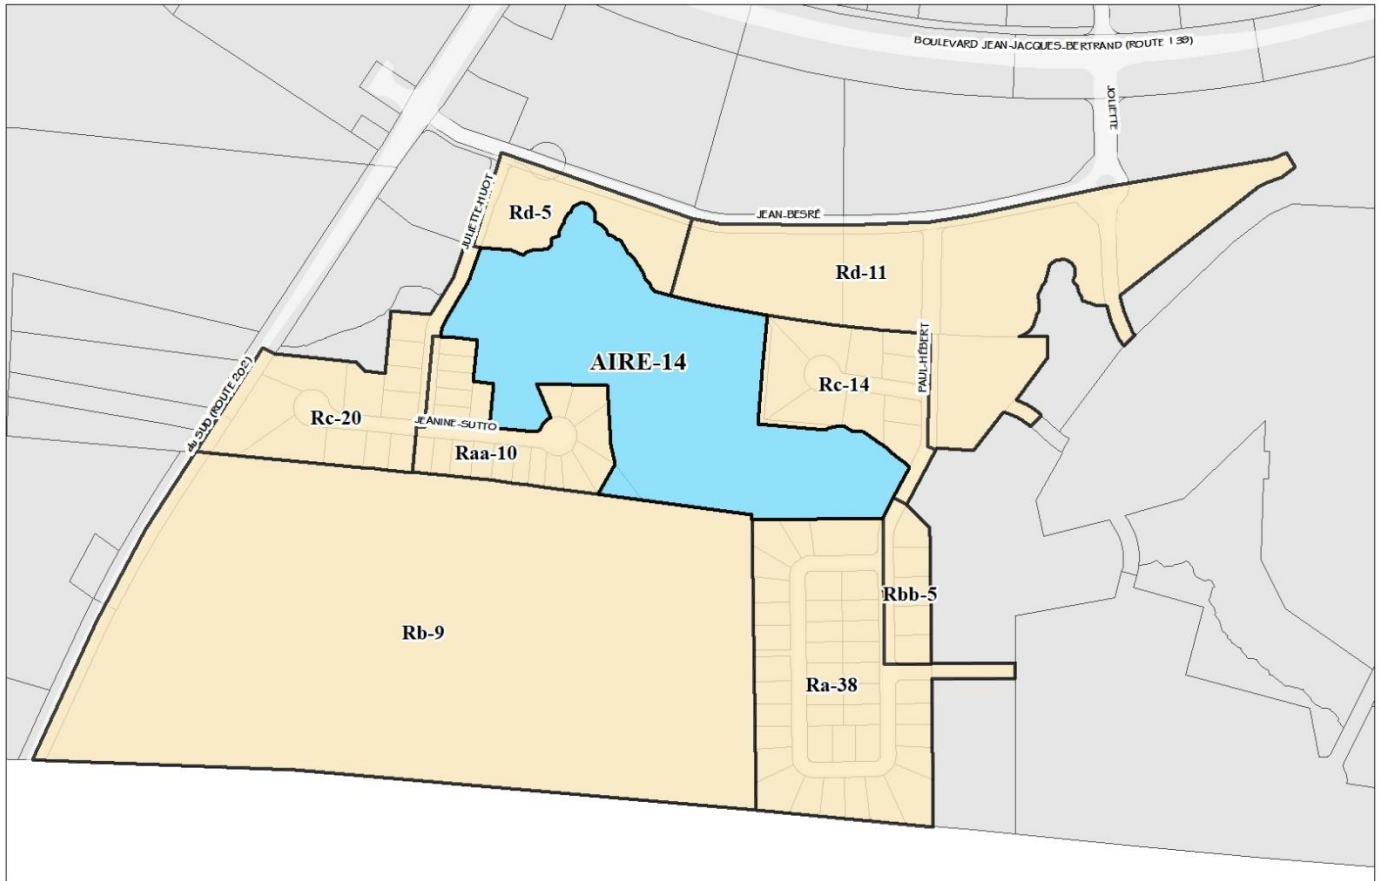 BOULEVARD JEAN-JACQUES-BERTRAND (ROUTE 139)
JOLIETTE
JULIETTE-HUOT
Rd-5
JEAN-BESRÉ
Rd-11
AIRE-14
PAUL-HÉBERT
Rc-14
du SUD (ROUTE 202)
Rc-20
JEANINE-SUTTO
Raa-10
Rbb-5
Rb-9
Ra-38